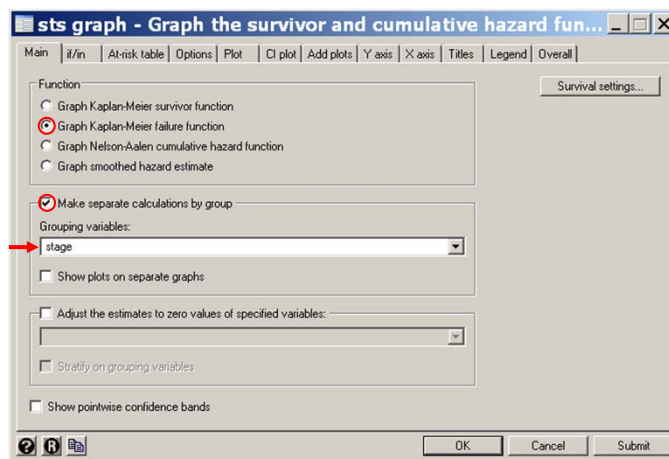 sts graph - Graph the survivor and cumulative hazard fun...
Main if/in At-risk table Options Plot CI plot Add plots Y axis X axis Titles Legend Overall
Function
Graph Kaplan-Meier survivor function
Graph Kaplan-Meier failure function
Graph Nelson-Aalen cumulative hazard function
Graph smoothed hazard estimate
Survival settings...
Make separate calculations by group
Grouping variables:
stage
Show plots on separate graphs
Adjust the estimates to zero values of specified variables:
Stratify on grouping variables
Show pointwise confidence bands
? R OK Cancel Submit